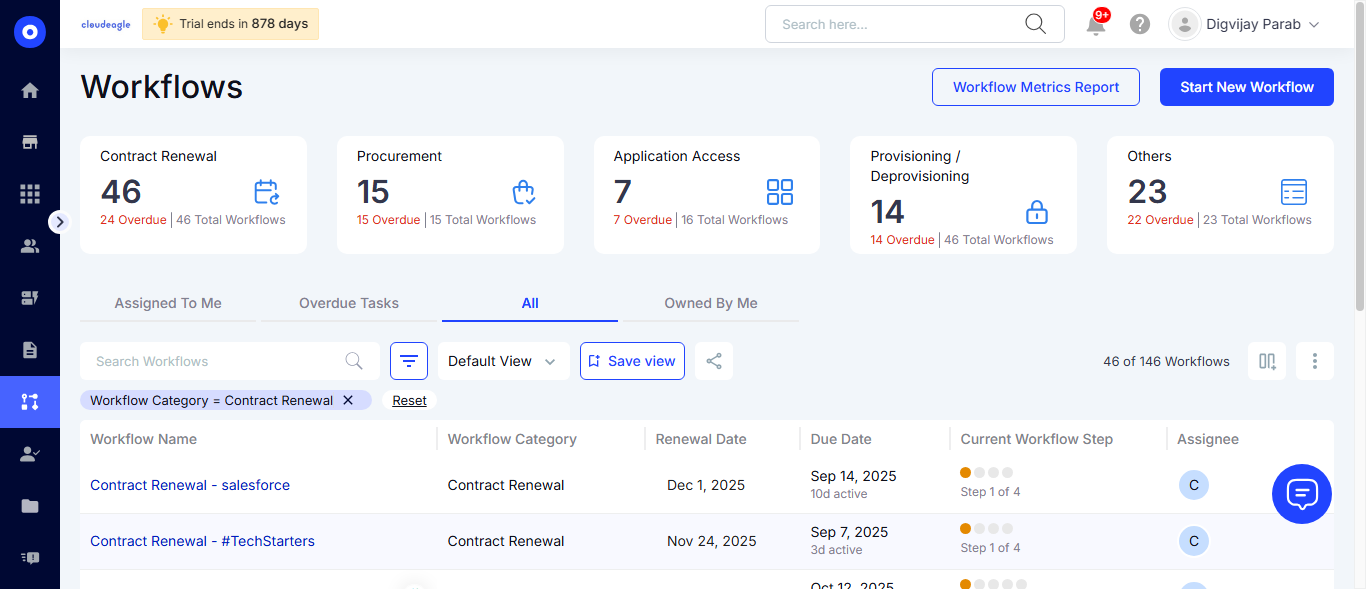 cloudeagle
Trial ends in 878 days
Search here...
9+
Digvijay Parab
Workflows
Workflow Metrics Report
Start New Workflow
Contract Renewal
46
24 Overdue | 46 Total Workflows
Procurement
15
15 Overdue | 15 Total Workflows
Application Access
7
7 Overdue | 16 Total Workflows
Provisioning /
Deprovisioning
14
14 Overdue | 46 Total Workflows
Others
23
22 Overdue | 23 Total Workflows
Assigned To Me
Overdue Tasks
All
Owned By Me
Search Workflows
Default View
Save view
46 of 146 Workflows
Workflow Category = Contract Renewal
Reset
Workflow Name Workflow Category Renewal Date Due Date Current Workflow Step Assignee
Contract Renewal - salesforce Contract Renewal Dec 1, 2025 Sep 14, 2025 C
10d active Step 1 of 4
Contract Renewal - #TechStarters Contract Renewal Nov 24, 2025 Sep 7, 2025 C
3d active Step 1 of 4
Oct 12, 2025